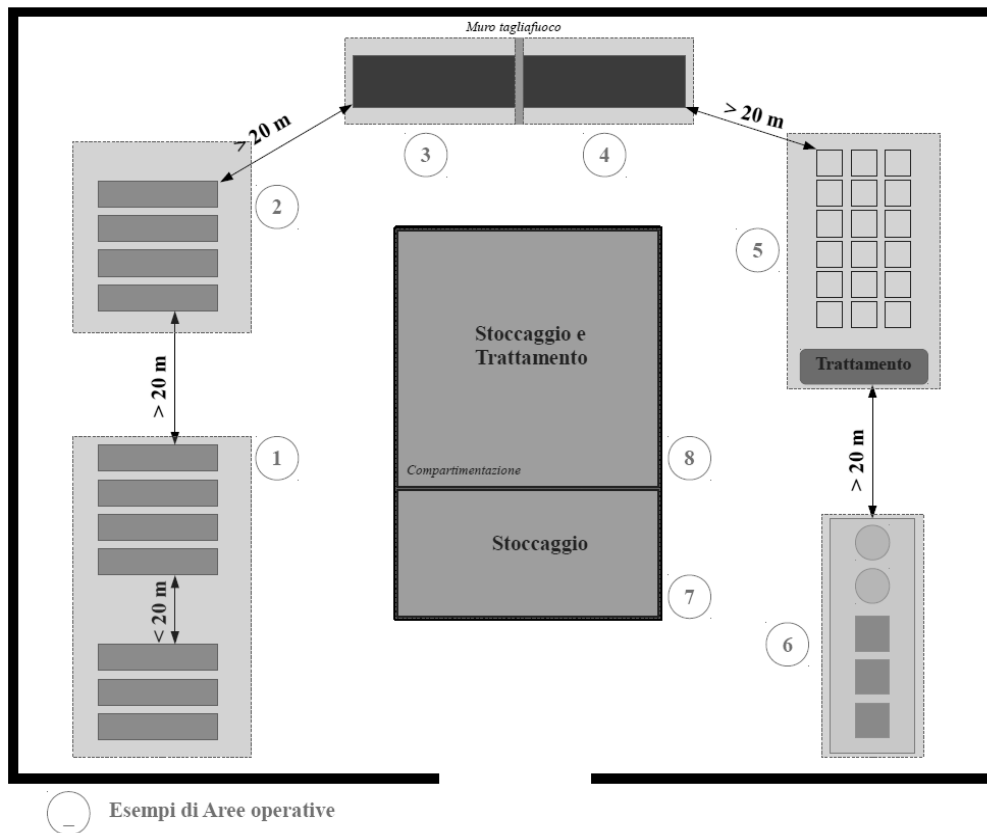 Muro tagliafuoco
> 20 m
> 20 m
3
4
2
5
Stoccaggio e
Trattamento
Trattamento
> 20 m
> 20 m
1
8
Compartimentazione
Stoccaggio
< 20 m
7
6
_ Esempi di Aree operative